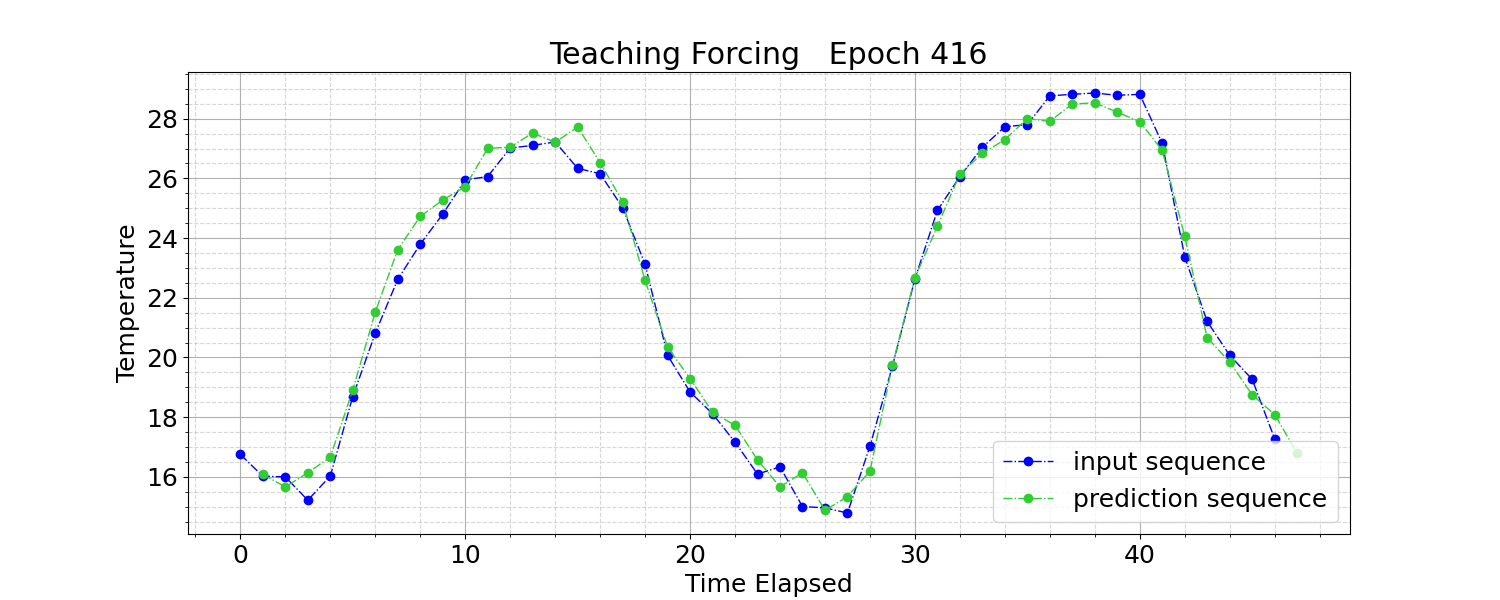 Teaching Forcing   Epoch 416
Temperature
28
26
24
22
20
18
16
0 10 20 30 40
Time Elapsed
input sequence
prediction sequence